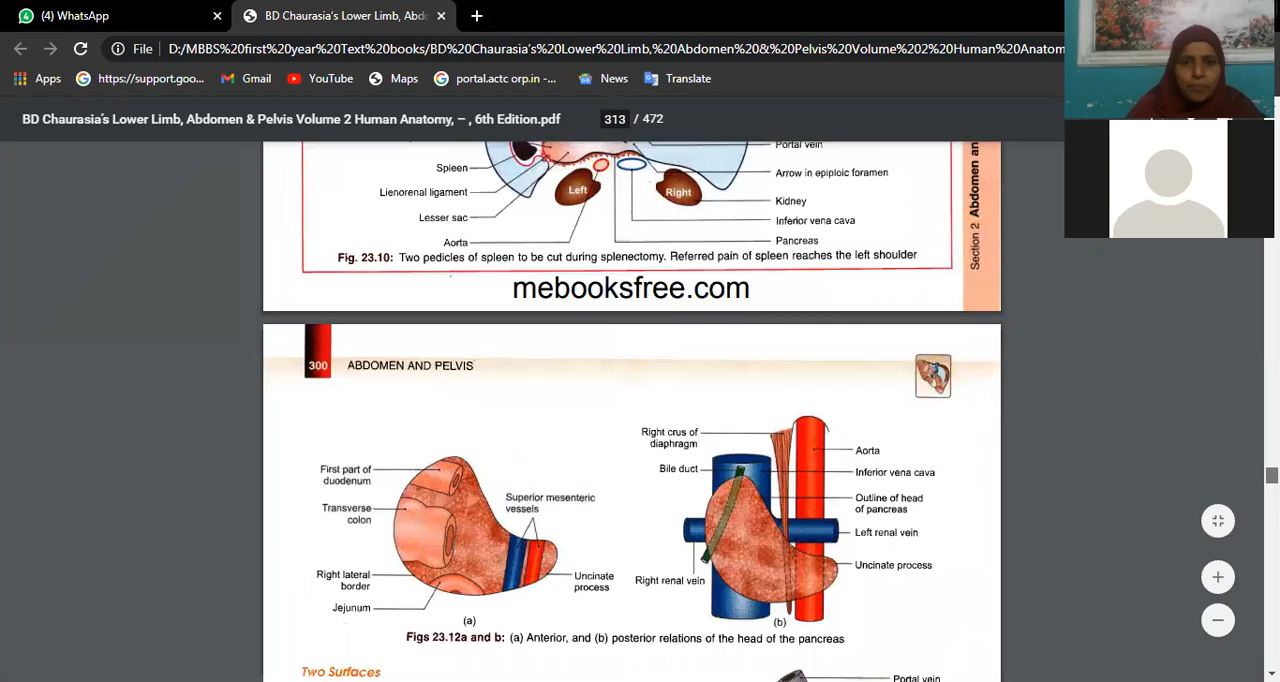 (4) WhatsApp
BD Chaurasia's Lower Limb, Abdo
File
D:/MBBS%20first%20year%20Text%20books/BD%20Chaurasia's%20Lower%20Limb,%20Abdomen%20&%20Pelvis%20Volume%202%20Human%20Anatom
Apps
https://support.goo...
Gmail
YouTube
Maps
portal.actc orp.in -...
News
Translate
BD Chaurasia's Lower Limb, Abdomen & Pelvis Volume 2 Human Anatomy, – , 6th Edition.pdf
313 / 472
Portal vein
Spleen
Arrow in epiploic foramen
Lienorenal ligament
Left
Right
Kidney
Lesser sac
Inferior vena cava
Aorta
Pancreas
Fig. 23.10: Two pedicles of spleen to be cut during splenectomy. Referred pain of spleen reaches the left shoulder
Section 2 Abdomen an
mebooksfree.com
300
ABDOMEN AND PELVIS
First part of
duodenum
Transverse
colon
Superior mesenteric
vessels
Right lateral
border
Jejunum
Uncinate
process
(a)
Right crus of
diaphragm
Bile duct
Aorta
Inferior vena cava
Outline of head
of pancreas
Left renal vein
Uncinate process
Right renal vein
(b)
Figs 23.12a and b: (a) Anterior, and (b) posterior relations of the head of the pancreas
Two Surfaces
Portal vein